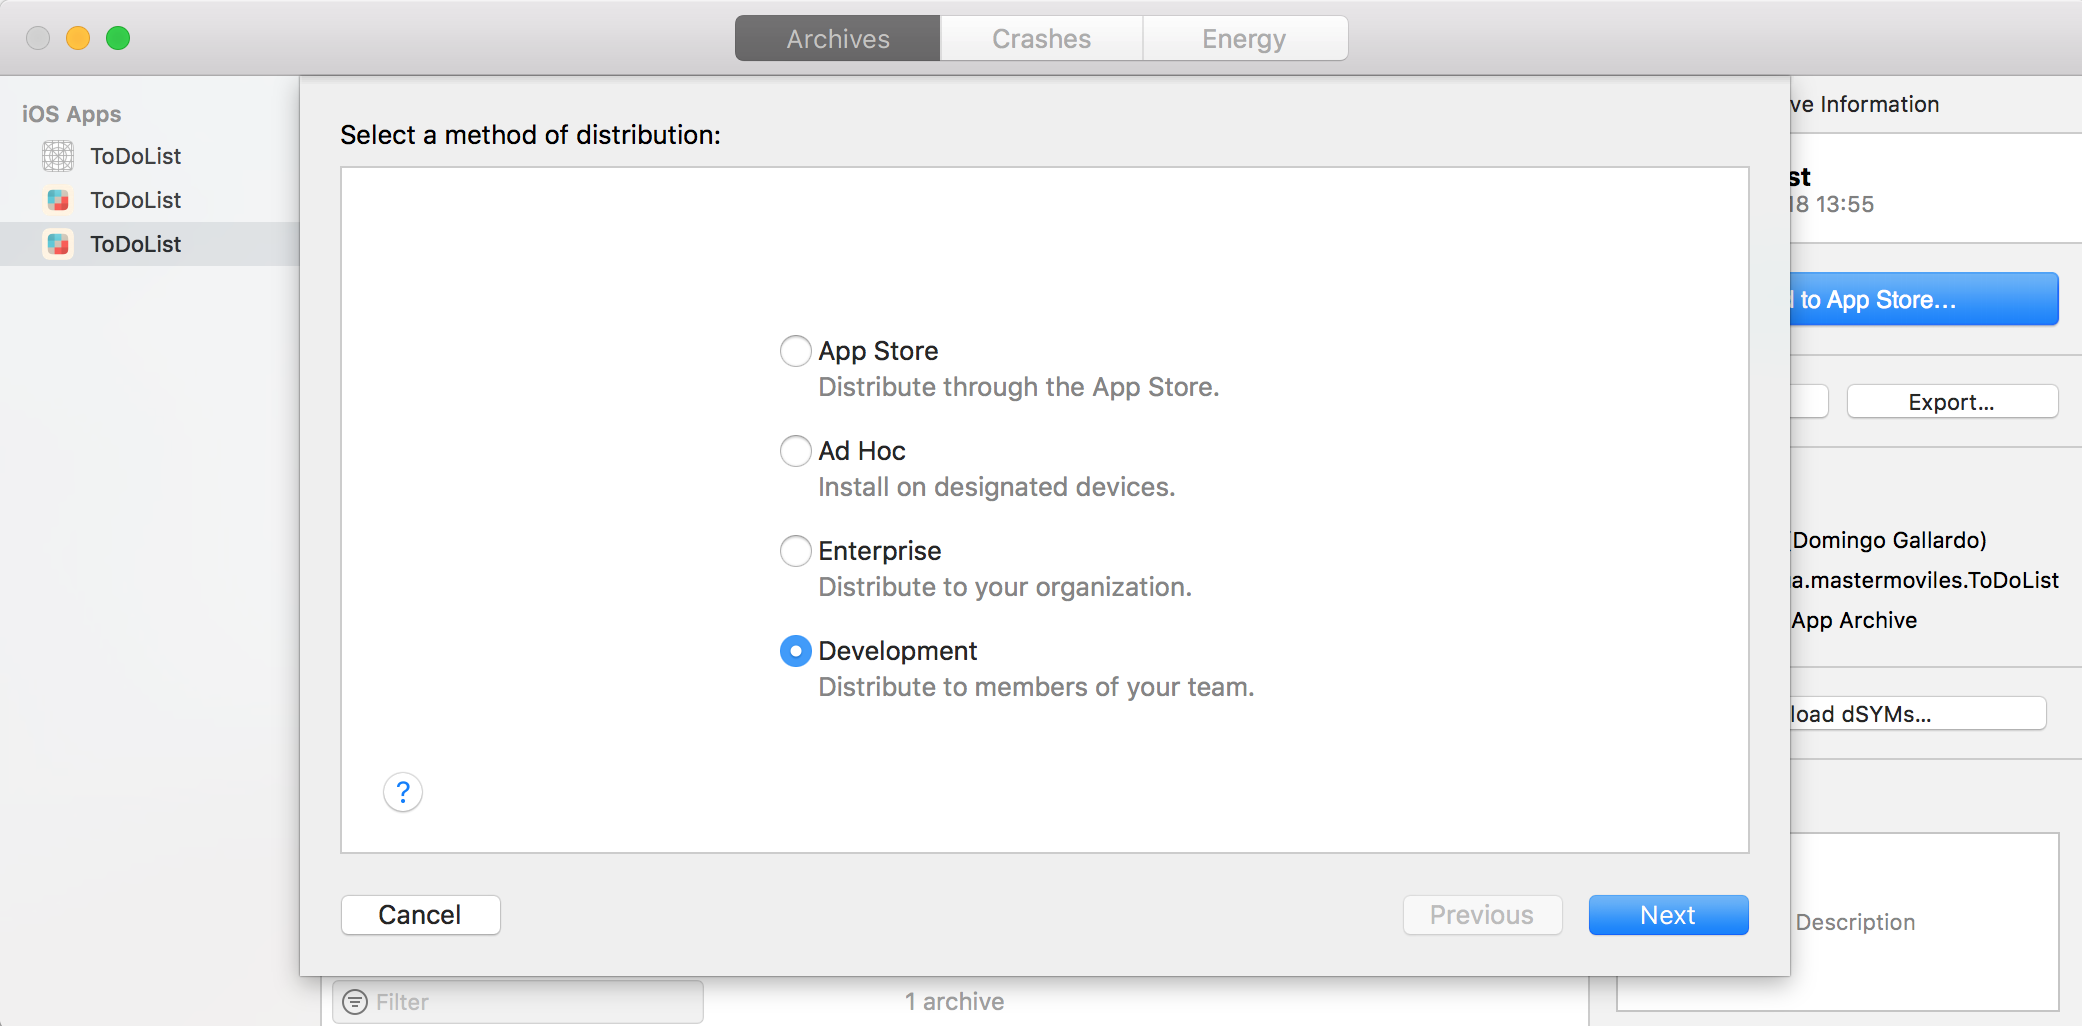 Archives
Crashes
Energy
iOS Apps
ToDoList
ToDoList
ToDoList
Select a method of distribution:
App Store
Distribute through the App Store.
Ad Hoc
Install on designated devices.
Enterprise
Distribute to your organization.
Development
Distribute to members of your team.
?
Cancel
Previous
Next
Filter
1 archive
ve Information
st
18 13:55
to App Store...
Export...
(Domingo Gallardo)
a.mastermoviles.ToDoList
App Archive
load dSYMs...
Description